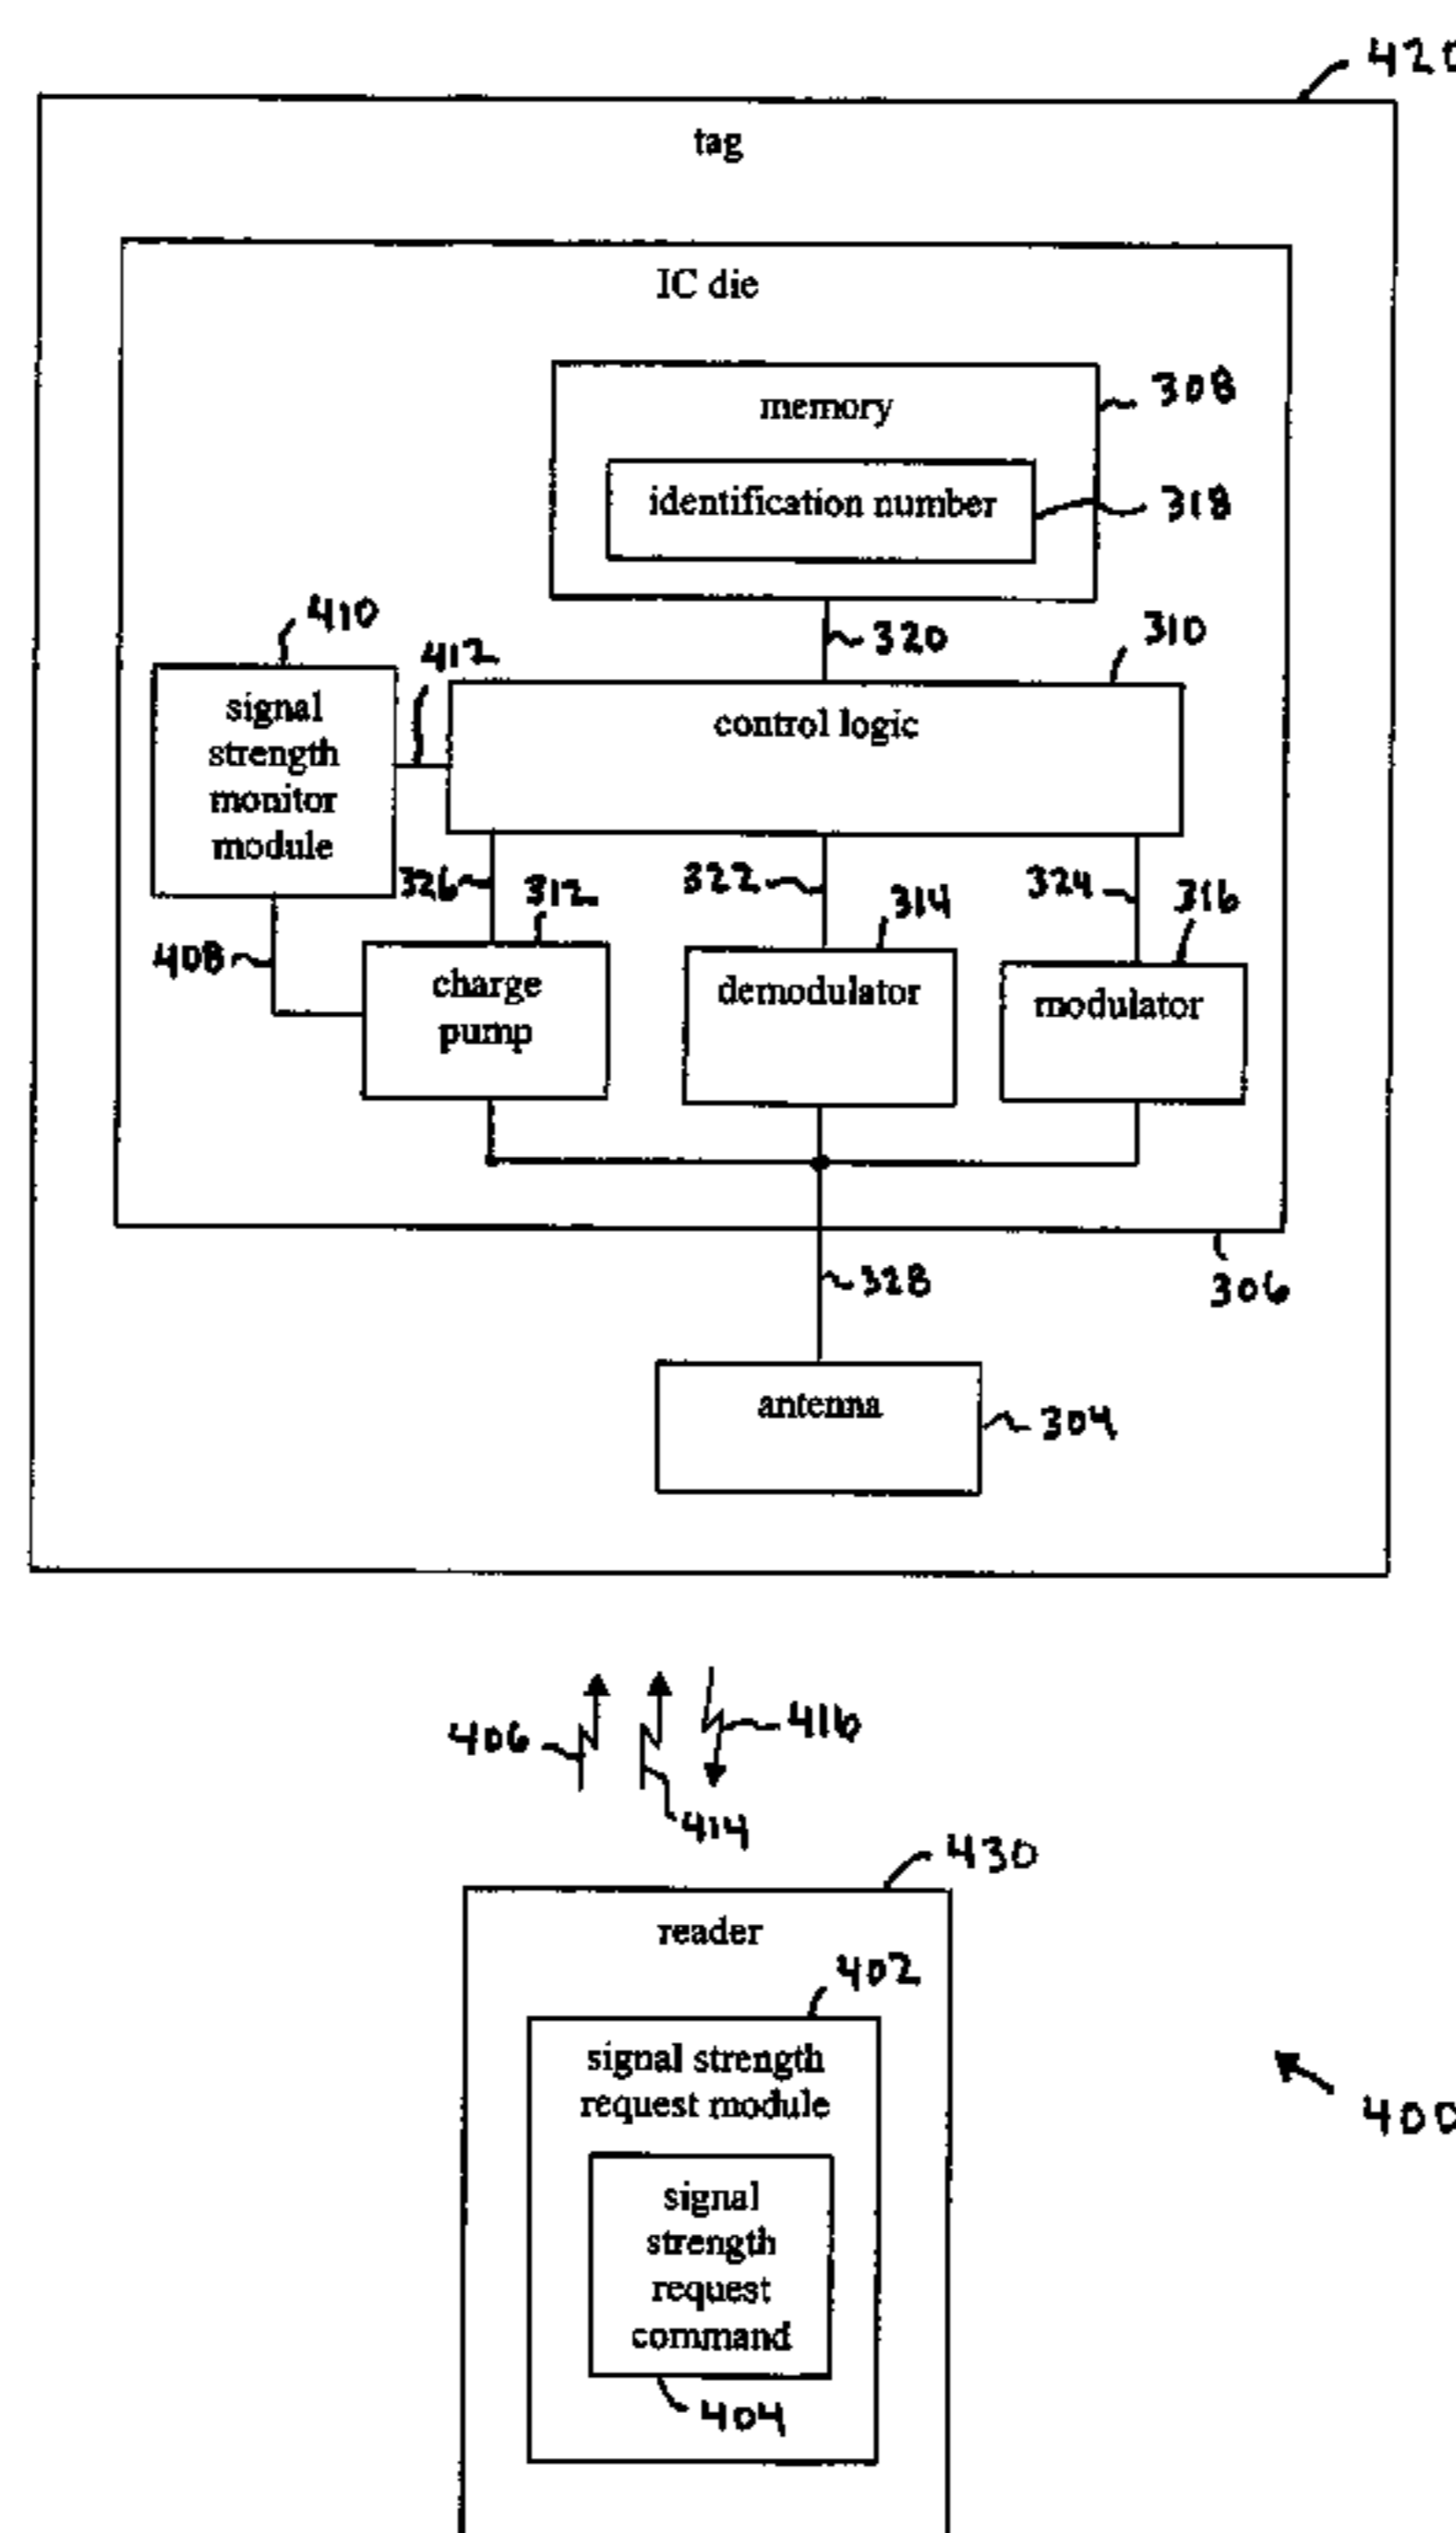 420
tag
IC die
308
memory
identification number
318
410
412
320
310
signal
strength
monitor
module
control logic
326
312
322
314
324
316
408
charge
pump
demodulator
modulator
328
306
antenna
304
406
416
414
430
reader
402
signal strength
request module
400
signal
strength
request
command
404